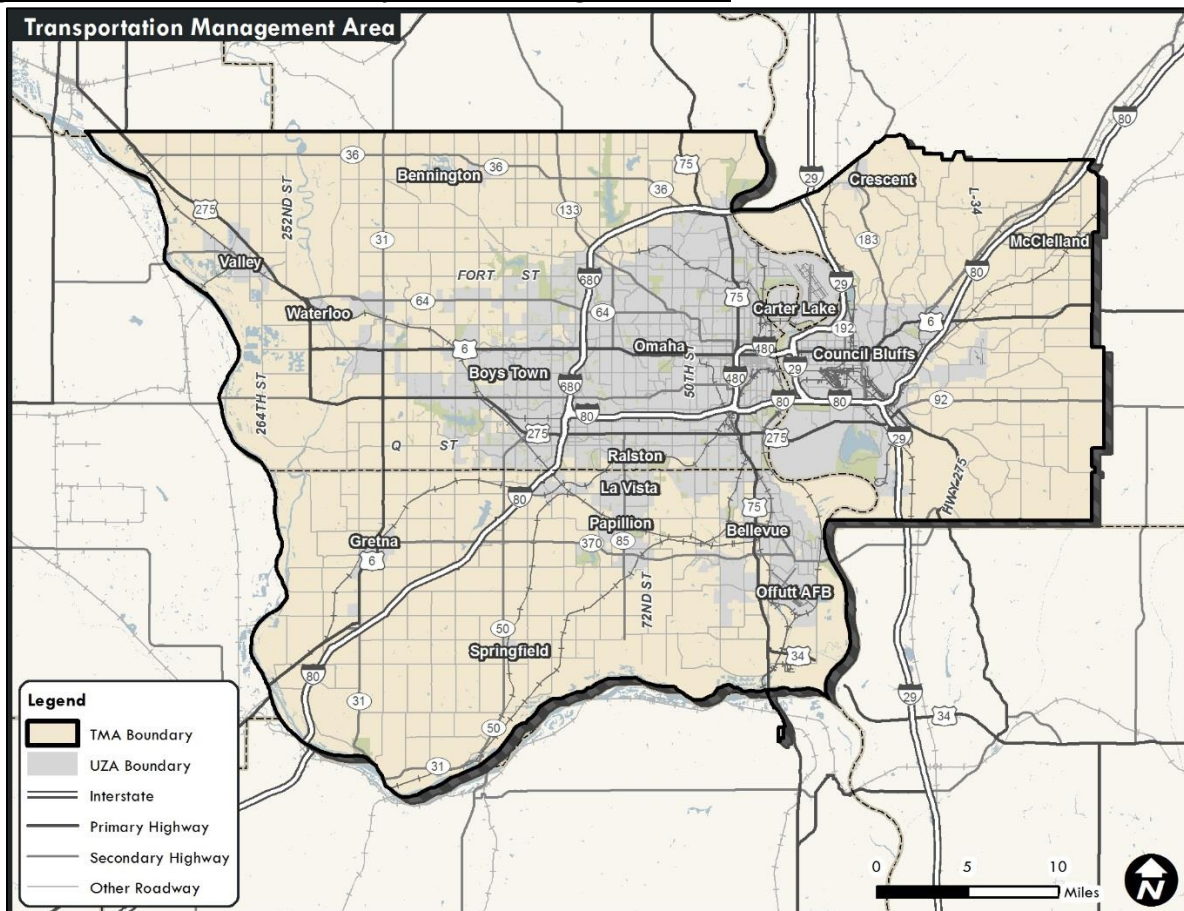 Transportation Management Area
80
29
Crescent
L-34
36
Bennington
36
75
36
252ND ST
275
133
31
183
McClelland
Valley
80
FORT ST
680
29
64
75
Carter Lake
Waterloo
64
192
6
6
Omaha
480
Council Bluffs
Boys Town
50TH ST
29
680
480
264TH ST
80
80
80
92
275
275
29
Q ST
Ralston
HWY 275
80
La Vista
75
Papillion
Bellevue
Gretna
370
85
6
Offutt AFB
72ND ST
50
Springfield
34
80
31
29
34
50
31
Legend
TMA Boundary
UZA Boundary
Interstate
Primary Highway
Secondary Highway
Other Roadway
0 5 10
Miles
N